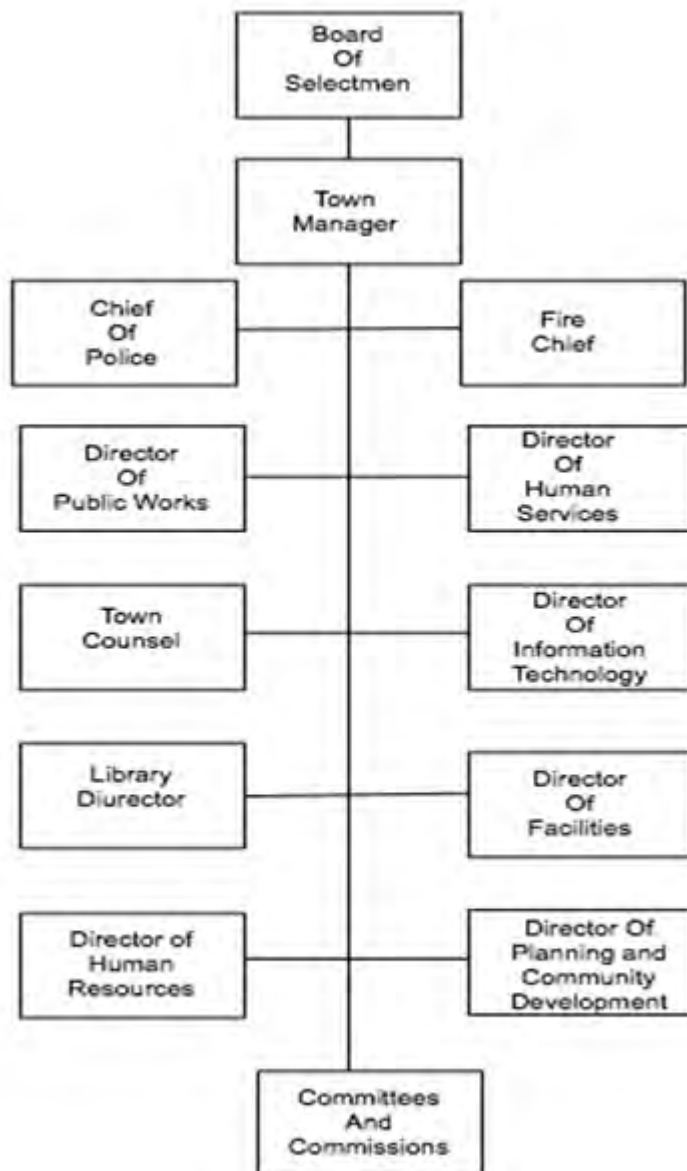 Board
Of
Selectmen
Town
Manager
Chief
Of
Police
Fire
Chief
Director
Of
Public Works
Director
Of
Human
Services
Town
Counsel
Director
Of
Information
Technology
Library
Diurector
Director
Of
Facilities
Director of
Human
Resources
Director Of
Planning and
Community
Development
Committees
And
Commissions